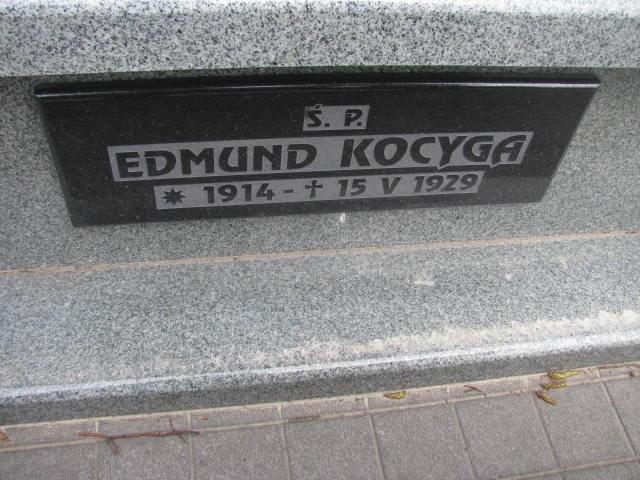 Ś. P.
EDMUND KOCYGA
* 1914 - † 15 V 1929